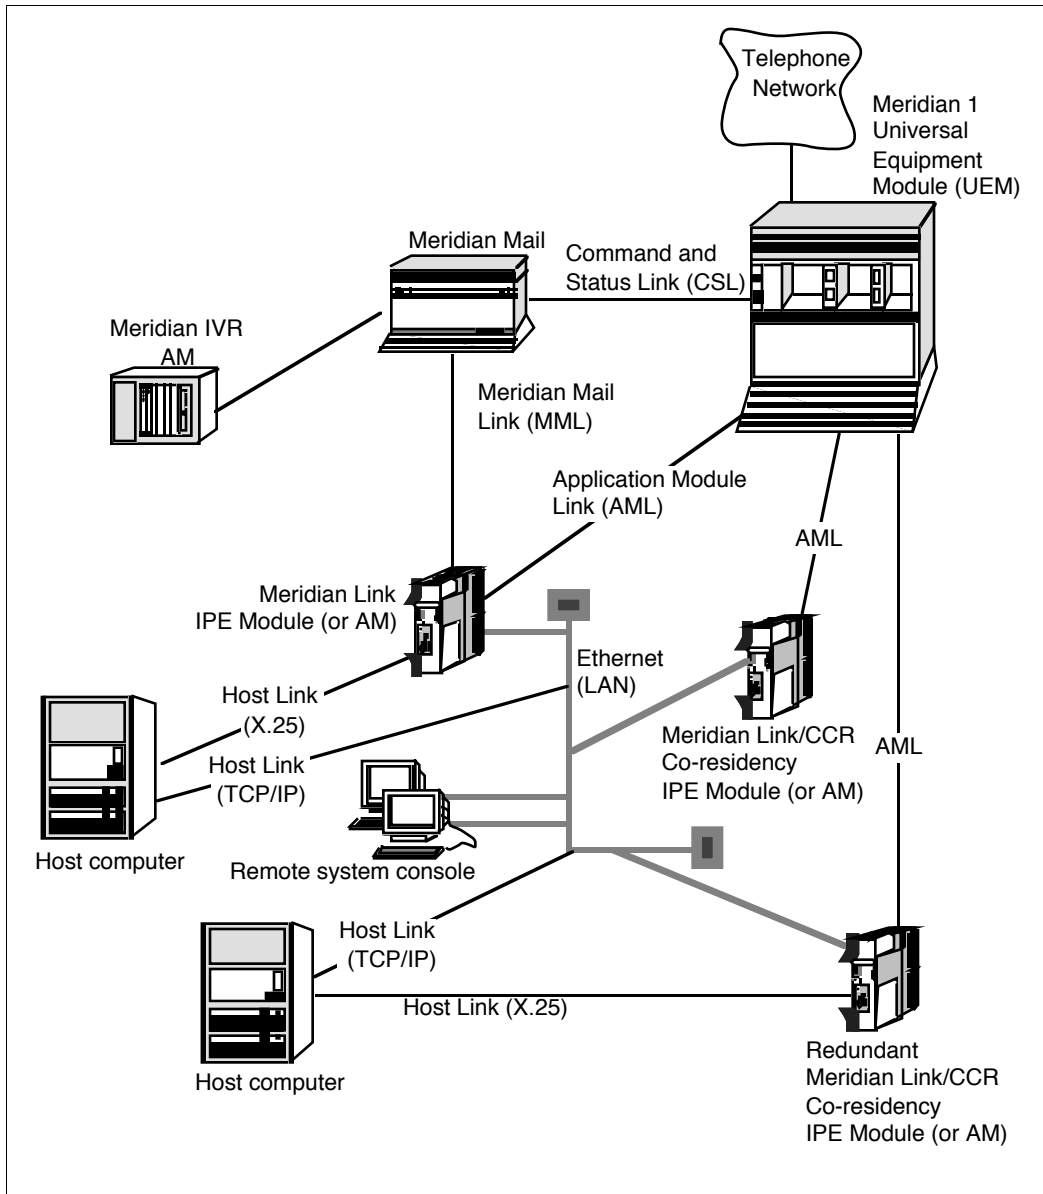 Telephone
Network
Meridian 1
Universal
Equipment
Module (UEM)
Meridian Mail
Command and
Status Link (CSL)
Meridian IVR
AM
Meridian Mail
Link (MML)
Application Module
Link (AML)
AML
Meridian Link
IPE Module (or AM)
Ethernet
(LAN)
Host Link
(X.25)
Meridian Link/CCR
Co-residency
IPE Module (or AM)
AML
Host Link
(TCP/IP)
Host computer
Remote system console
Host Link
(TCP/IP)
Host Link (X.25)
Host computer
Redundant
Meridian Link/CCR
Co-residency
IPE Module (or AM)